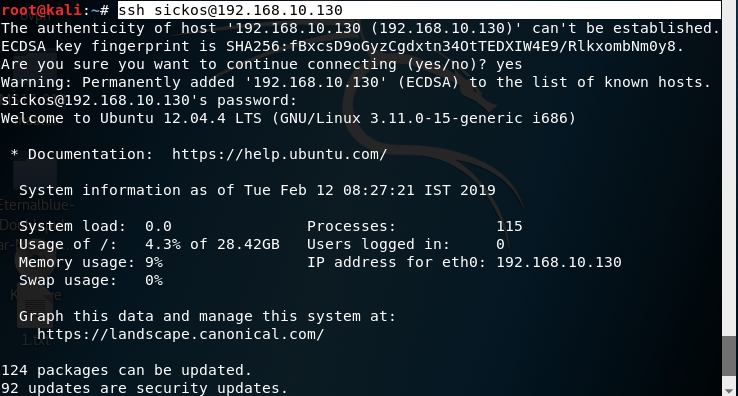 root@kali:~# ssh sickos@192.168.10.130
The authenticity of host '192.168.10.130 (192.168.10.130)' can't be established.
ECDSA key fingerprint is SHA256:fBxcsD9oGyzCgdxtn34OtTEDXIW4E9/RlkxombNm0y8.
Are you sure you want to continue connecting (yes/no)? yes
Warning: Permanently added '192.168.10.130' (ECDSA) to the list of known hosts.
sickos@192.168.10.130's password:
Welcome to Ubuntu 12.04.4 LTS (GNU/Linux 3.11.0-15-generic i686)
* Documentation:  https://help.ubuntu.com/
System information as of Tue Feb 12 08:27:21 IST 2019
System load:  0.0                Processes:           115
Usage of /:   4.3% of 28.42GB   Users logged in:     0
Memory usage: 9%                 IP address for eth0: 192.168.10.130
Swap usage:   0%
Graph this data and manage this system at:
https://landscape.canonical.com/
124 packages can be updated.
92 updates are security updates.
Eternalblue-
1.txt